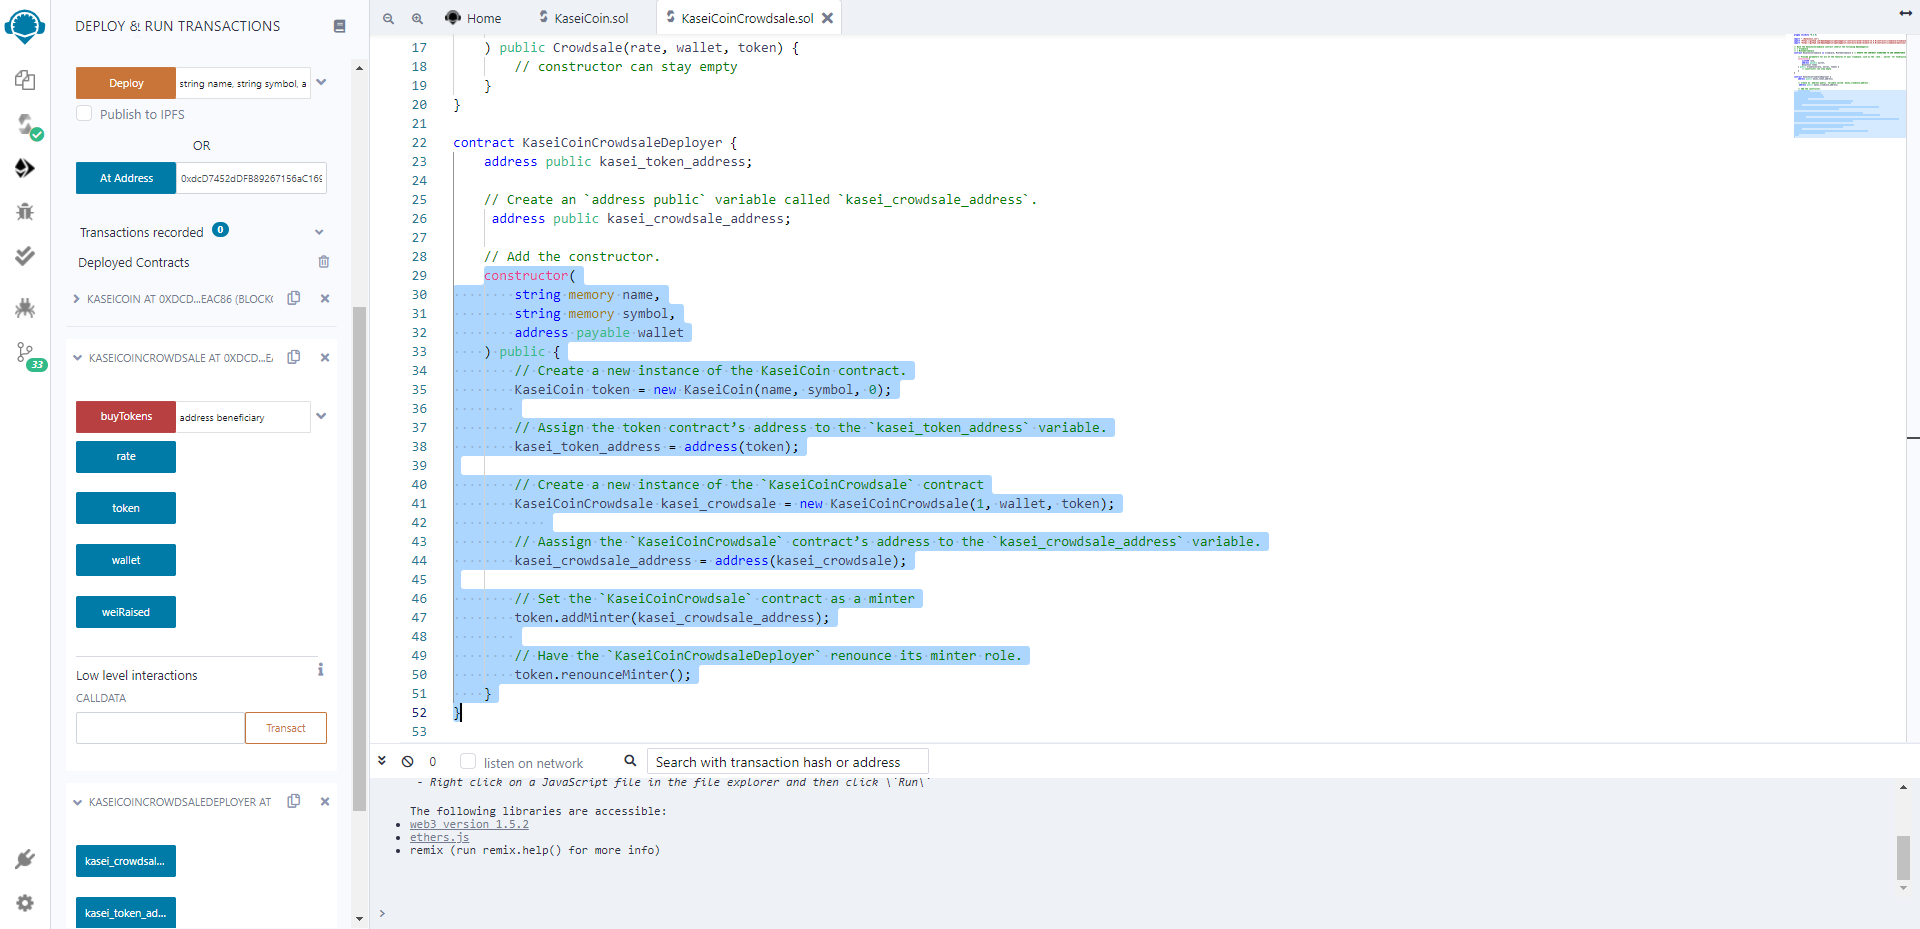 DEPLOY & RUN TRANSACTIONS
Deploy
string name, string symbol, a
Publish to IPFS
OR
At Address
0xdcD7452dDFB89267156aC169
Transactions recorded
0
Deployed Contracts
KASEICOIN AT 0XDCD...EAC86 (BLOCKC
KASEICOINCROWDSALE AT 0XDCD...EA
buyTokens
address beneficiary
rate
token
wallet
weiRaised
Low level interactions
CALLDATA
Transact
KASEICOINCROWDSALEDEPLOYER AT
kasei_crowdsal...
kasei_token_ad...
33
Home
KaseiCoin.sol
KaseiCoinCrowdsale.sol
17 ) public Crowdsale(rate, wallet, token) {
18 // constructor can stay empty
19 }
20 }
21
22 contract KaseiCoinCrowdsaleDeployer {
23 address public kasei_token_address;
24
25 // Create an `address public` variable called `kasei_crowdsale_address`.
26 address public kasei_crowdsale_address;
27
28 // Add the constructor.
29 constructor(
30 string memory name,
31 string memory symbol,
32 address payable wallet
33 ) public {
34 // Create a new instance of the KaseiCoin contract.
35 KaseiCoin token = new KaseiCoin(name, symbol, 0);
36
37 // Assign the token contract’s address to the `kasei_token_address` variable.
38 kasei_token_address = address(token);
39
40 // Create a new instance of the `KaseiCoinCrowdsale` contract
41 KaseiCoinCrowdsale kasei_crowdsale = new KaseiCoinCrowdsale(1, wallet, token);
42
43 // Aassign the `KaseiCoinCrowdsale` contract’s address to the `kasei_crowdsale_address` variable.
44 kasei_crowdsale_address = address(kasei_crowdsale);
45
46 // Set the `KaseiCoinCrowdsale` contract as a minter
47 token.addMinter(kasei_crowdsale_address);
48
49 // Have the `KaseiCoinCrowdsaleDeployer` renounce its minter role.
50 token.renounceMinter();
51 }
52 }
53
0
listen on network
Search with transaction hash or address
- Right click on a JavaScript file in the file explorer and then click \`Run\`
The following libraries are accessible:
• web3 version 1.5.2
• ethers.js
• remix (run remix.help() for more info)
>